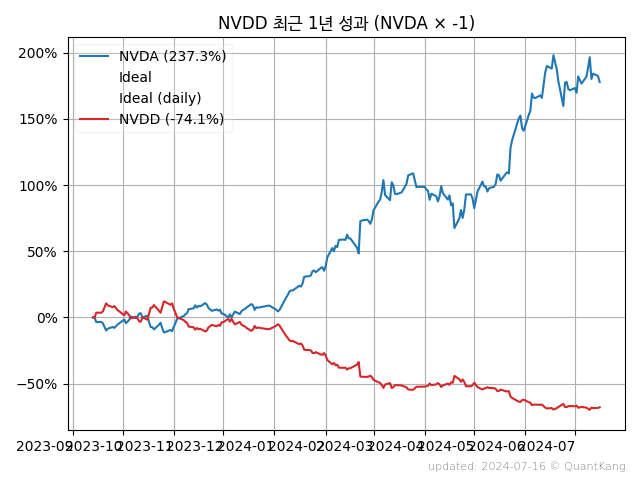 NVDD 최근 1년 성과 (NVDA × -1)
NVDA (237.3%)
Ideal
Ideal (daily)
NVDD (-74.1%)
200%
150%
100%
50%
0%
−50%
2023-09 2023-10 2023-11 2023-12 2024-01 2024-02 2024-03 2024-04 2024-05 2024-06 2024-07
updated: 2024-07-16 © QuantKang